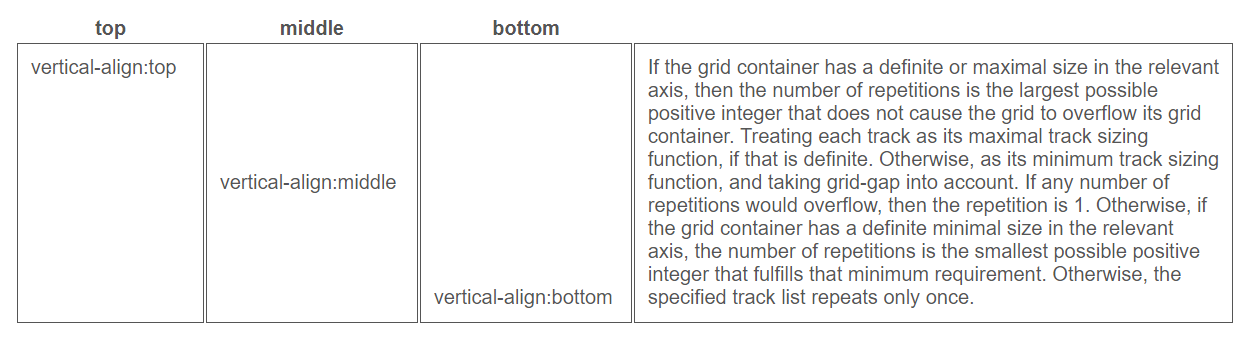 top middle bottom
vertical-align:top
vertical-align:middle
vertical-align:bottom
If the grid container has a definite or maximal size in the relevant
axis, then the number of repetitions is the largest possible
positive integer that does not cause the grid to overflow its grid
container. Treating each track as its maximal track sizing
function, if that is definite. Otherwise, as its minimum track sizing
function, and taking grid-gap into account. If any number of
repetitions would overflow, then the repetition is 1. Otherwise, if
the grid container has a definite minimal size in the relevant
axis, the number of repetitions is the smallest possible positive
integer that fulfills that minimum requirement. Otherwise, the
specified track list repeats only once.